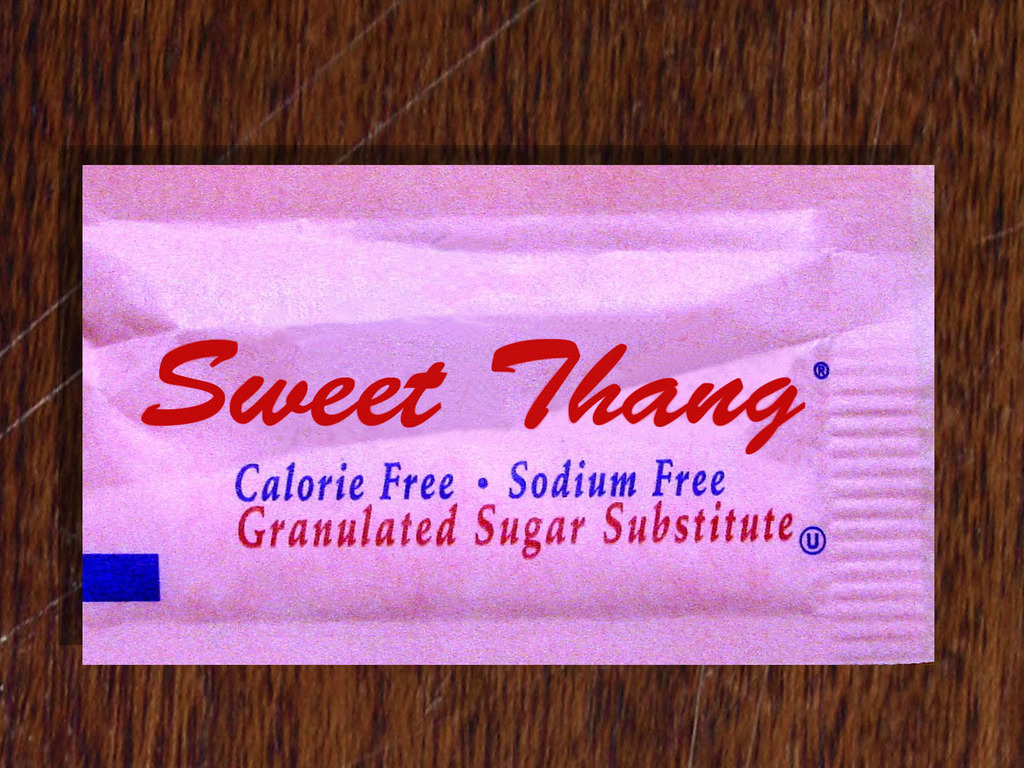 Sweet Thang ®
Calorie Free • Sodium Free
Granulated Sugar Substitute Ⓤ